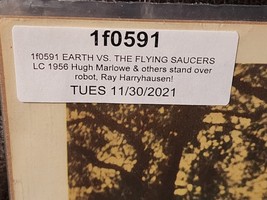 1f0591
1f0591 EARTH VS. THE FLYING SAUCERS
LC 1956 Hugh Marlowe & others stand over
robot, Ray Harryhausen!
TUES 11/30/2021